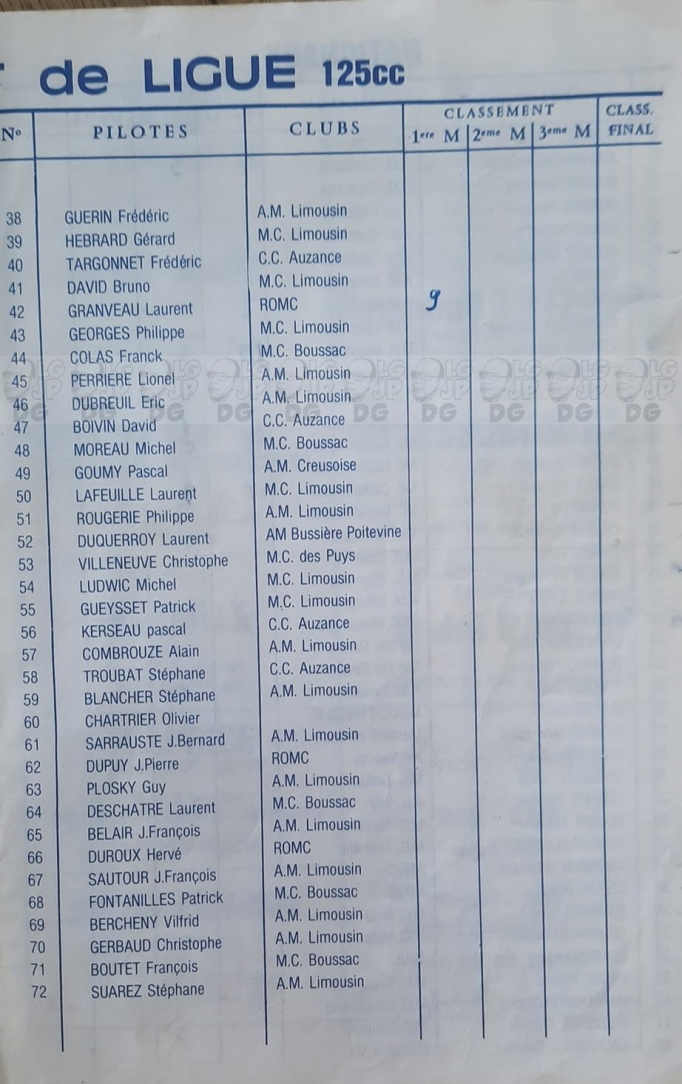 de LIGUE 125cc
Nº PILOTES CLUBS CLASSEMENT CLASS. FINAL
1ere M 2eme M 3eme M
38 GUERIN Frédéric A.M. Limousin
39 HEBRARD Gérard M.C. Limousin
40 TARGONNET Frédéric C.C. Auzance
41 DAVID Bruno M.C. Limousin
42 GRANVEAU Laurent ROMC 9
43 GEORGES Philippe M.C. Limousin
44 COLAS Franck M.C. Boussac
45 PERRIERE Lionel A.M. Limousin
46 DUBREUIL Eric A.M. Limousin
47 BOIVIN David C.C. Auzance
48 MOREAU Michel M.C. Boussac
49 GOUMY Pascal A.M. Creusoise
50 LAFEUILLE Laurent M.C. Limousin
51 ROUGERIE Philippe A.M. Limousin
52 DUQUERROY Laurent AM Bussière Poitevine
53 VILLENEUVE Christophe M.C. des Puys
54 LUDWIC Michel M.C. Limousin
55 GUEYSSET Patrick M.C. Limousin
56 KERSEAU pascal C.C. Auzance
57 COMBROUZE Alain A.M. Limousin
58 TROUBAT Stéphane C.C. Auzance
59 BLANCHER Stéphane A.M. Limousin
60 CHARTRIER Olivier
61 SARRAUSTE J.Bernard A.M. Limousin
62 DUPUY J.Pierre ROMC
63 PLOSKY Guy A.M. Limousin
64 DESCHATRE Laurent M.C. Boussac
65 BELAIR J.François A.M. Limousin
66 DUROUX Hervé ROMC
67 SAUTOUR J.François A.M. Limousin
68 FONTANILLES Patrick M.C. Boussac
69 BERCHENY Vilfrid A.M. Limousin
70 GERBAUD Christophe A.M. Limousin
71 BOUTET François M.C. Boussac
72 SUAREZ Stéphane A.M. Limousin